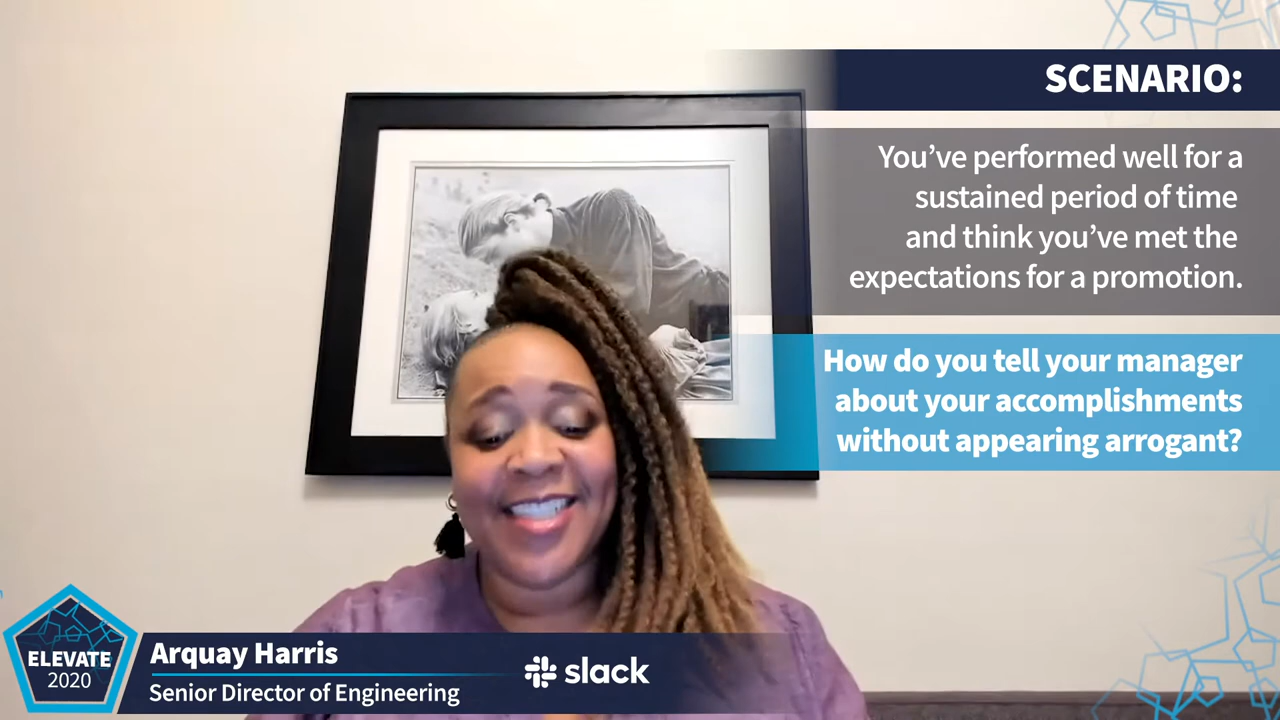 SCENARIO:
You’ve performed well for a
sustained period of time
and think you’ve met the
expectations for a promotion.
How do you tell your manager
about your accomplishments
without appearing arrogant?
ELEVATE
2020
Arquay Harris
Senior Director of Engineering
slack